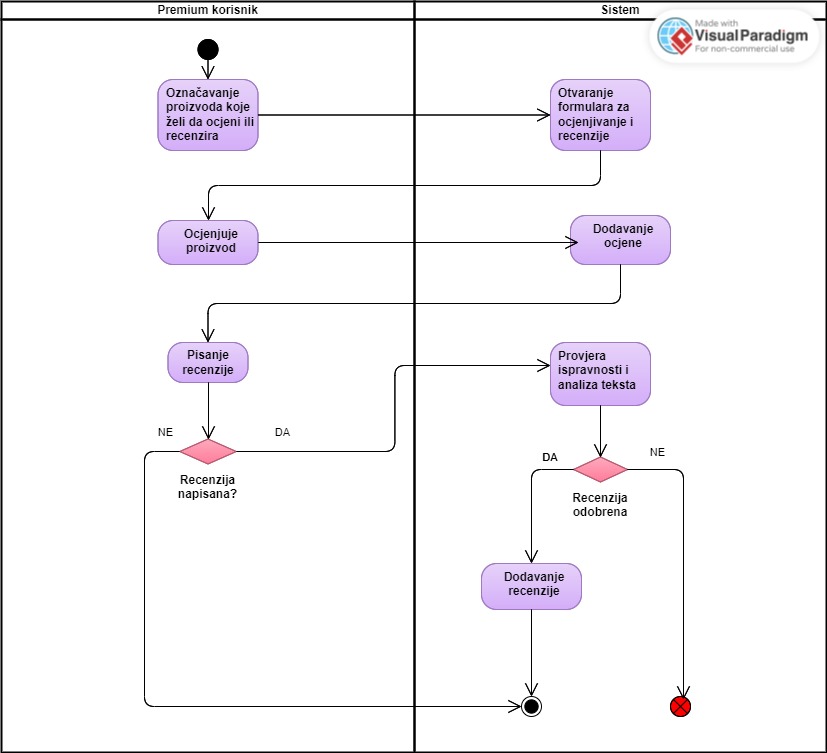 Premium korisnik
Sistem
Made with
VisualParadigm
For non-commercial use
Označavanje
proizvoda koje
želi da ocjeni ili
recenzira
Otvaranje
formulara za
ocjenjivanje i
recenzije
Ocjenjuje
proizvod
Dodavanje
ocjene
Pisanje
recenzije
Provjera
ispravnosti i
analiza teksta
NE
DA
Recenzija
napisana?
DA
NE
Recenzija
odobrena
Dodavanje
recenzije